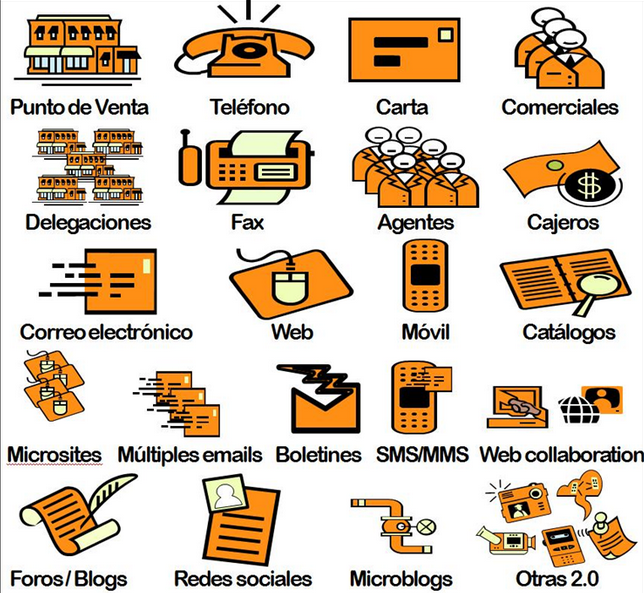 Punto de Venta
Teléfono
Carta
Comerciales
Delegaciones
Fax
Agentes
Cajeros
Correo electrónico
Web
Móvil
Catálogos
Microsites
Múltiples emails
Boletines
SMS/MMS
Web collaboration
Foros / Blogs
Redes sociales
Microblogs
Otras 2.0